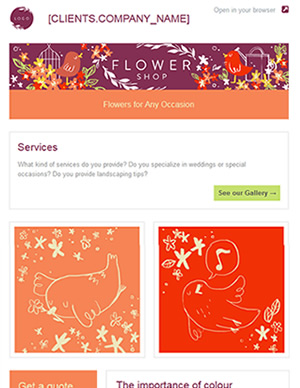 LOGO
[CLIENTS.COMPANY_NAME]
Open in your browser
FLOWER
SHOP
Flowers for Any Occasion
Services
What kind of services do you provide? Do you specialize in weddings or special
occasions? Do you provide landscaping tips?
See our Gallery →
Get a quote
The importance of colour